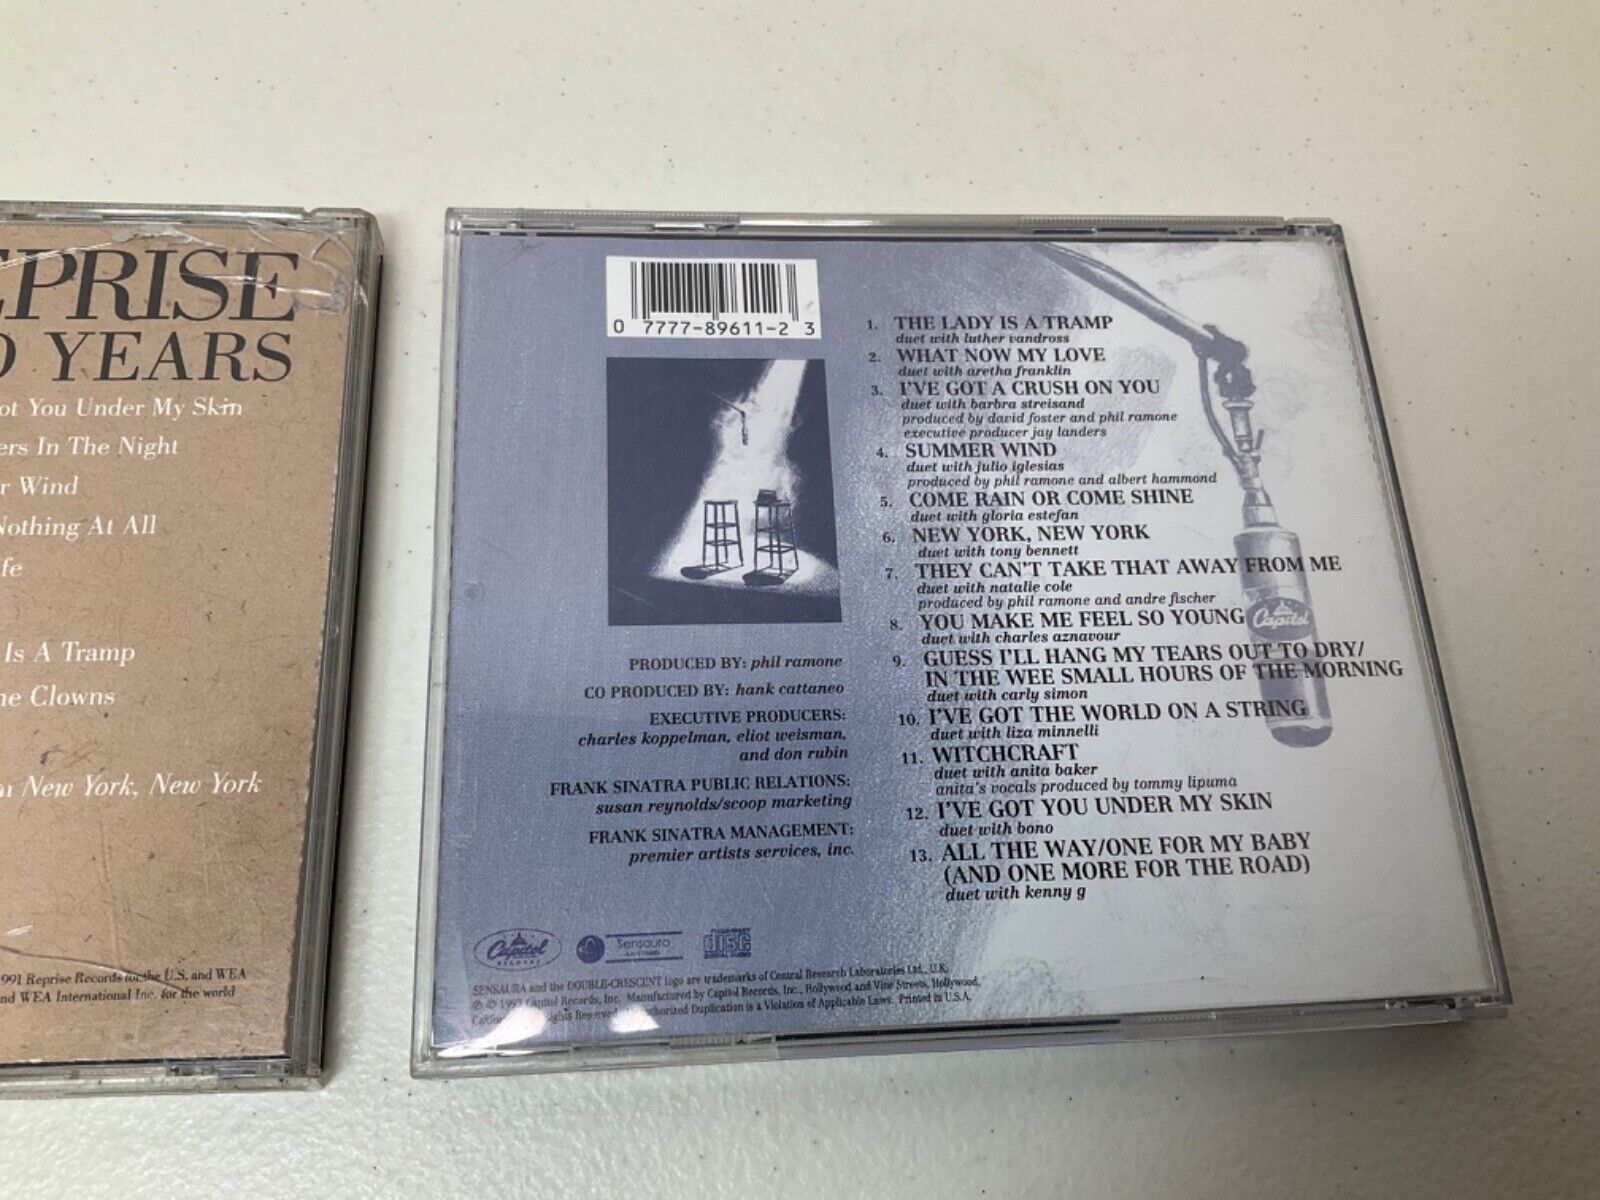 EPRISE
YEARS
ot You Under My Skin
ers In The Night
r Wind
Nothing At All
fe
Is A Tramp
ne Clowns
m New York, New York
991 Reprise Records for the U.S. and WEA
nd WEA International Inc. for the world
0 7777-89611-2 3
1. THE LADY IS A TRAMP
duet with luther vandross
2. WHAT NOW MY LOVE
duet with aretha franklin
3. I'VE GOT A CRUSH ON YOU
duet with barbra streisand
produced by david foster and phil ramone
executive producer jay landers
4. SUMMER WIND
duet with julio iglesias
produced by phil ramone and albert hammond
5. COME RAIN OR COME SHINE
duet with gloria estefan
6. NEW YORK, NEW YORK
duet with tony bennett
7. THEY CAN'T TAKE THAT AWAY FROM ME
duet with natalie cole
produced by phil ramone and andre fischer
8. YOU MAKE ME FEEL SO YOUNG
duet with charles aznavour
9. GUESS I'LL HANG MY TEARS OUT TO DRY/
IN THE WEE SMALL HOURS OF THE MORNING
duet with carly simon
10. I'VE GOT THE WORLD ON A STRING
duet with liza minnelli
11. WITCHCRAFT
duet with anita baker
anita's vocals produced by tommy lipuma
12. I'VE GOT YOU UNDER MY SKIN
duet with bono
13. ALL THE WAY/ONE FOR MY BABY
(AND ONE MORE FOR THE ROAD)
duet with kenny g
Capitol
PRODUCED BY: phil ramone
CO PRODUCED BY: hank cattaneo
EXECUTIVE PRODUCERS:
charles koppelman, eliot weisman,
and don rubin
FRANK SINATRA PUBLIC RELATIONS:
susan reynolds/scoop marketing
FRANK SINATRA MANAGEMENT:
premier artists services, inc.
Capitol
RECORDS
Sensaura
COMPACT
disc
DIGITAL AUDIO
SENSAURA and the DOUBLE-CRESCENT logo are trademarks of Central Research Laboratories Ltd., U.K.
℗ © 1993 Capitol Records, Inc. Manufactured by Capitol Records, Inc., Hollywood and Vine Streets, Hollywood,
Duplication is a Violation of Applicable Laws. Printed in U.S.A.